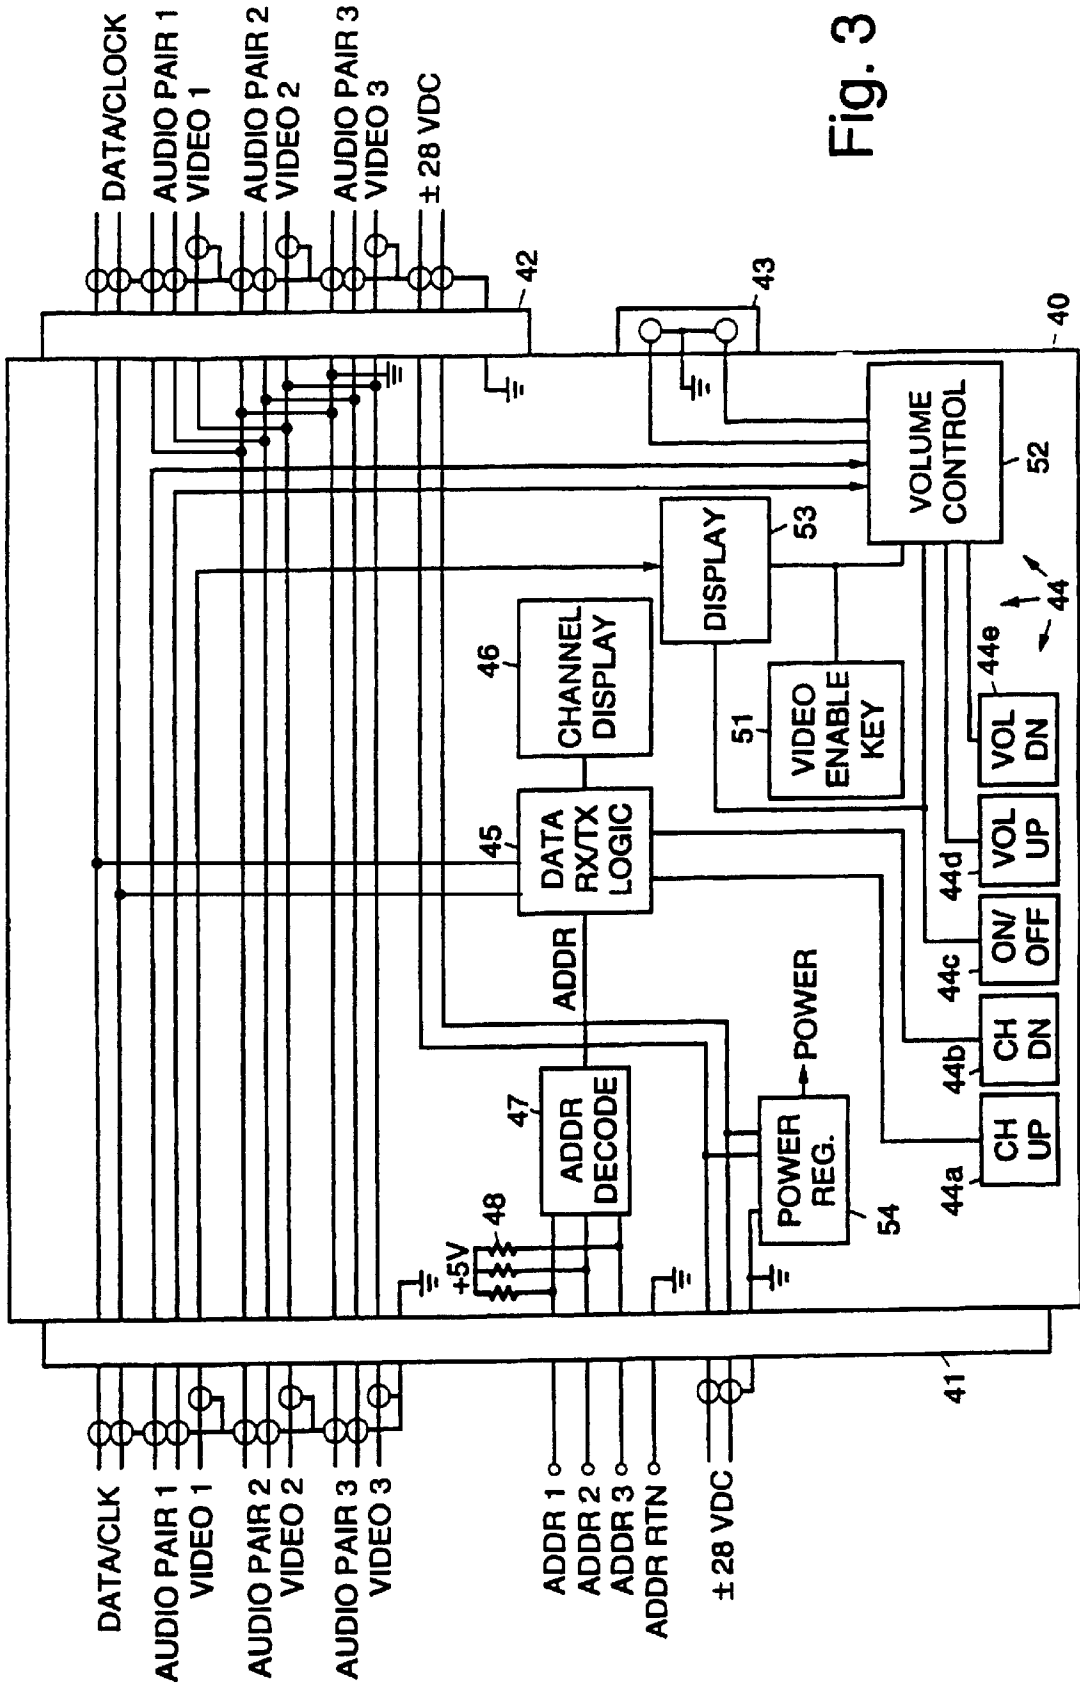 DATA/CLK
AUDIO PAIR 1
VIDEO 1
AUDIO PAIR 2
VIDEO 2
AUDIO PAIR 3
VIDEO 3
ADDR 1
ADDR 2
ADDR 3
ADDR RTN
± 28 VDC
41
+5V
48
47
ADDR
DECODE
ADDR
POWER
REG.
54
POWER
45
DATA
RX/TX
LOGIC
46
CHANNEL
DISPLAY
DISPLAY
53
51
VIDEO
ENABLE
KEY
VOLUME
CONTROL
52
44a
CH
UP
44b
CH
DN
44c
ON/
OFF
44d
VOL
UP
44e
VOL
DN
44
40
42
43
DATA/CLOCK
AUDIO PAIR 1
VIDEO 1
AUDIO PAIR 2
VIDEO 2
AUDIO PAIR 3
VIDEO 3
± 28 VDC
Fig. 3